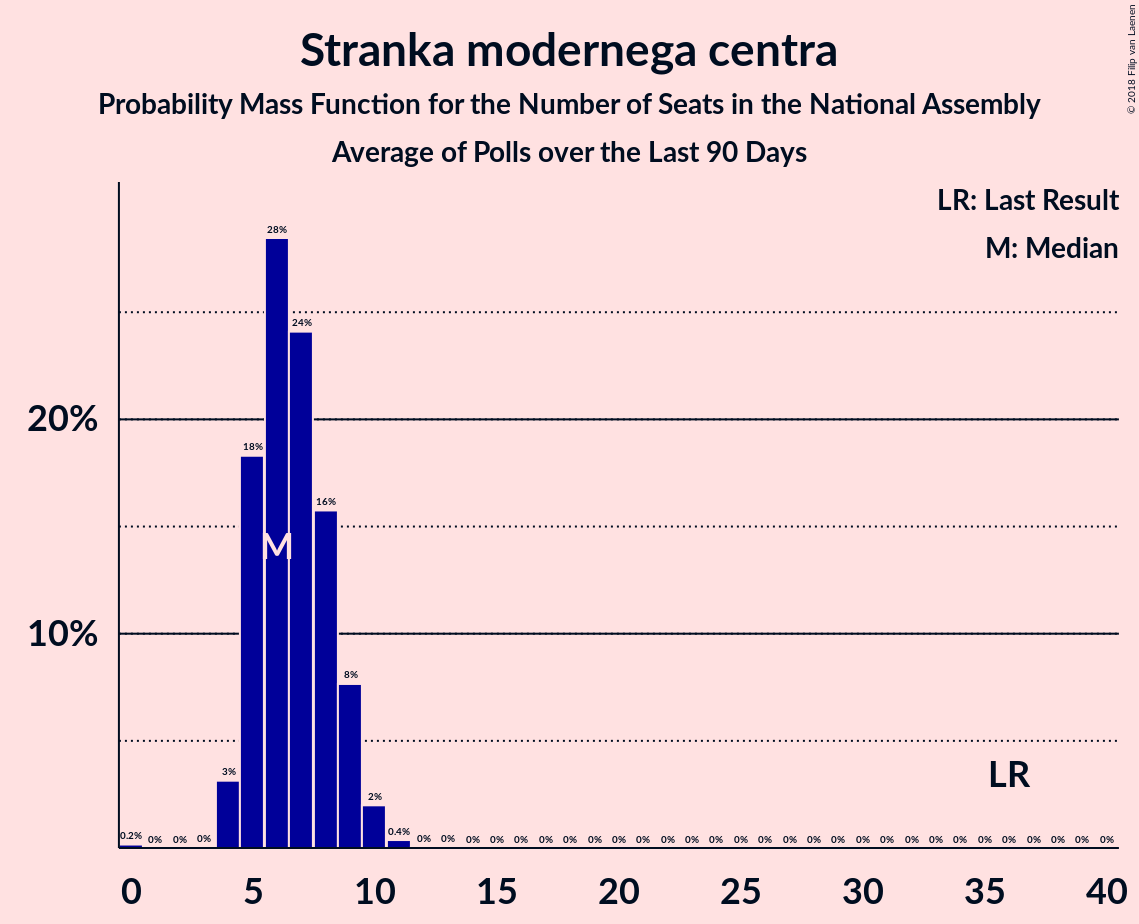 Stranka modernega centra
Probability Mass Function for the Number of Seats in the National Assembly
Average of Polls over the Last 90 Days
© 2018 Filip van Laenen
LR: Last Result
M: Median
28%
24%
20%
18%
16%
M
10%
8%
3%
LR
2%
0.2% 0% 0% 0% 0.4% 0% 0% 0% 0% 0% 0% 0% 0% 0% 0% 0% 0% 0% 0% 0% 0% 0% 0% 0% 0% 0% 0% 0% 0% 0% 0% 0% 0% 0%
0 5 10 15 20 25 30 35 40